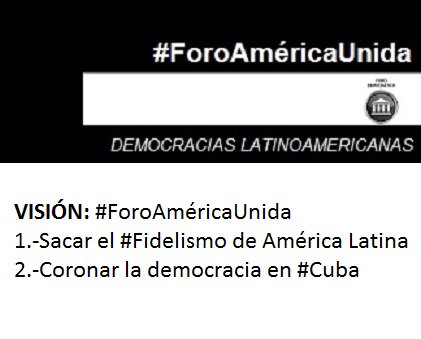 #ForoAméricaUnida
DEMOCRACIAS LATINOAMERICANAS
VISIÓN: #ForoAméricaUnida
1.-Sacar el #Fidelismo de América Latina
2.-Coronar la democracia en #Cuba